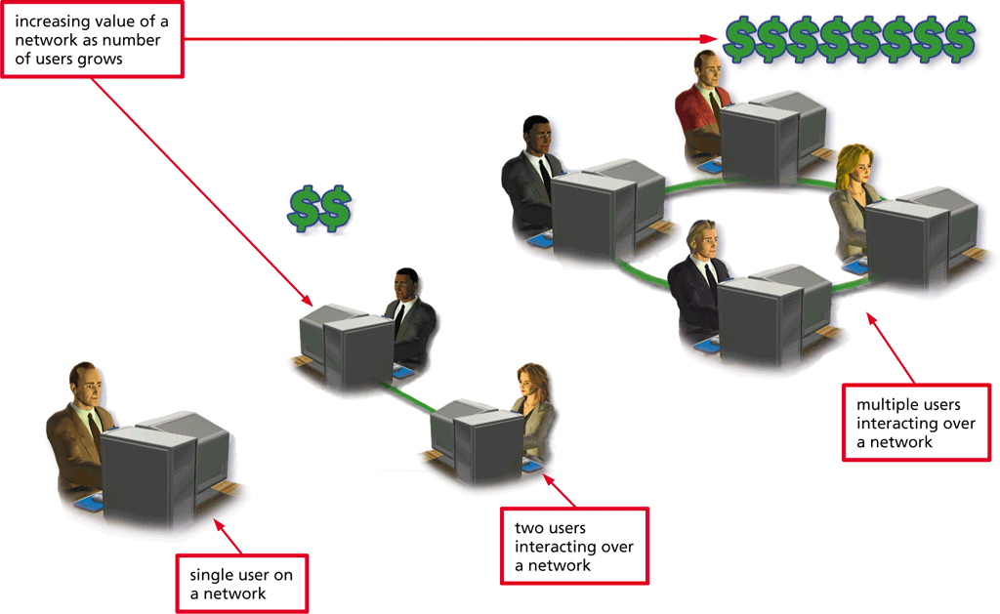 increasing value of a
network as number
of users grows
$$$$$$$$
$$
multiple users
interacting over
a network
two users
interacting over
a network
single user on
a network